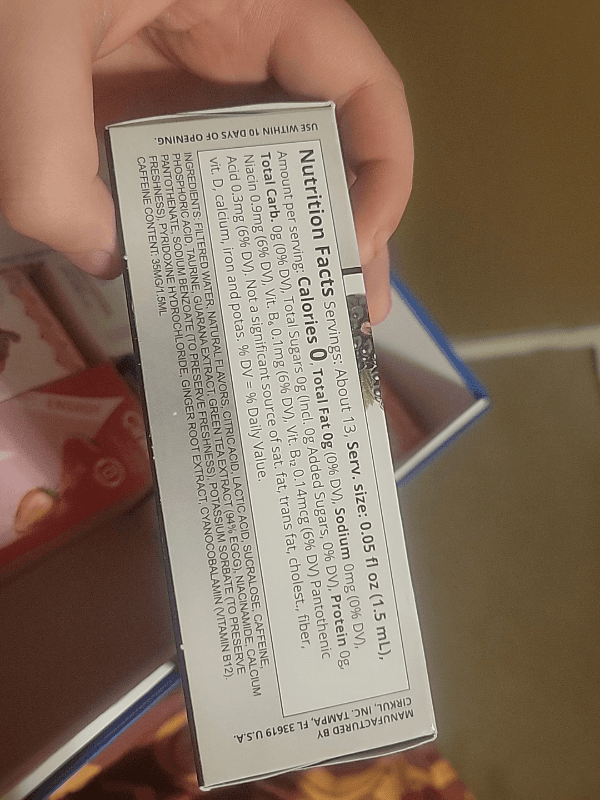 USE WITHIN 10 DAYS OF OPENING.
Nutrition Facts Servings: About 13, Serv. size: 0.05 fl oz (1.5 mL),
Amount per serving: Calories 0, Total Fat 0g (0% DV), Sodium 0mg (0% DV),
Total Carb. 0g (0% DV), Total Sugars 0g (Incl. 0g Added Sugars, 0% DV), Protein 0g,
Niacin 0.9mg (6% DV), Vit. B₆ 0.1mg (6% DV), Vit. B₁₂ 0.14mcg (6% DV) Pantothenic
Acid 0.3mg (6% DV), Not a significant source of sat. fat, trans fat, cholest., fiber,
vit. D, calcium, iron and potas. % DV = % Daily Value.
INGREDIENTS: FILTERED WATER, NATURAL FLAVORS, CITRIC ACID, LACTIC ACID, SUCRALOSE, CAFFEINE,
PHOSPHORIC ACID, TAURINE, GUARANA EXTRACT, GREEN TEA EXTRACT (94% EGCG), NIACINAMIDE, CALCIUM
PANTOTHENATE, SODIUM BENZOATE (TO PRESERVE FRESHNESS), POTASSIUM SORBATE (TO PRESERVE
FRESHNESS), PYRIDOXINE HYDROCHLORIDE, GINGER ROOT EXTRACT, CYANOCOBALAMIN (VITAMIN B12).
CAFFEINE CONTENT: 35MG/1.5ML
MANUFACTURED BY
CIRKUL, INC. TAMPA, FL 33619 U.S.A.